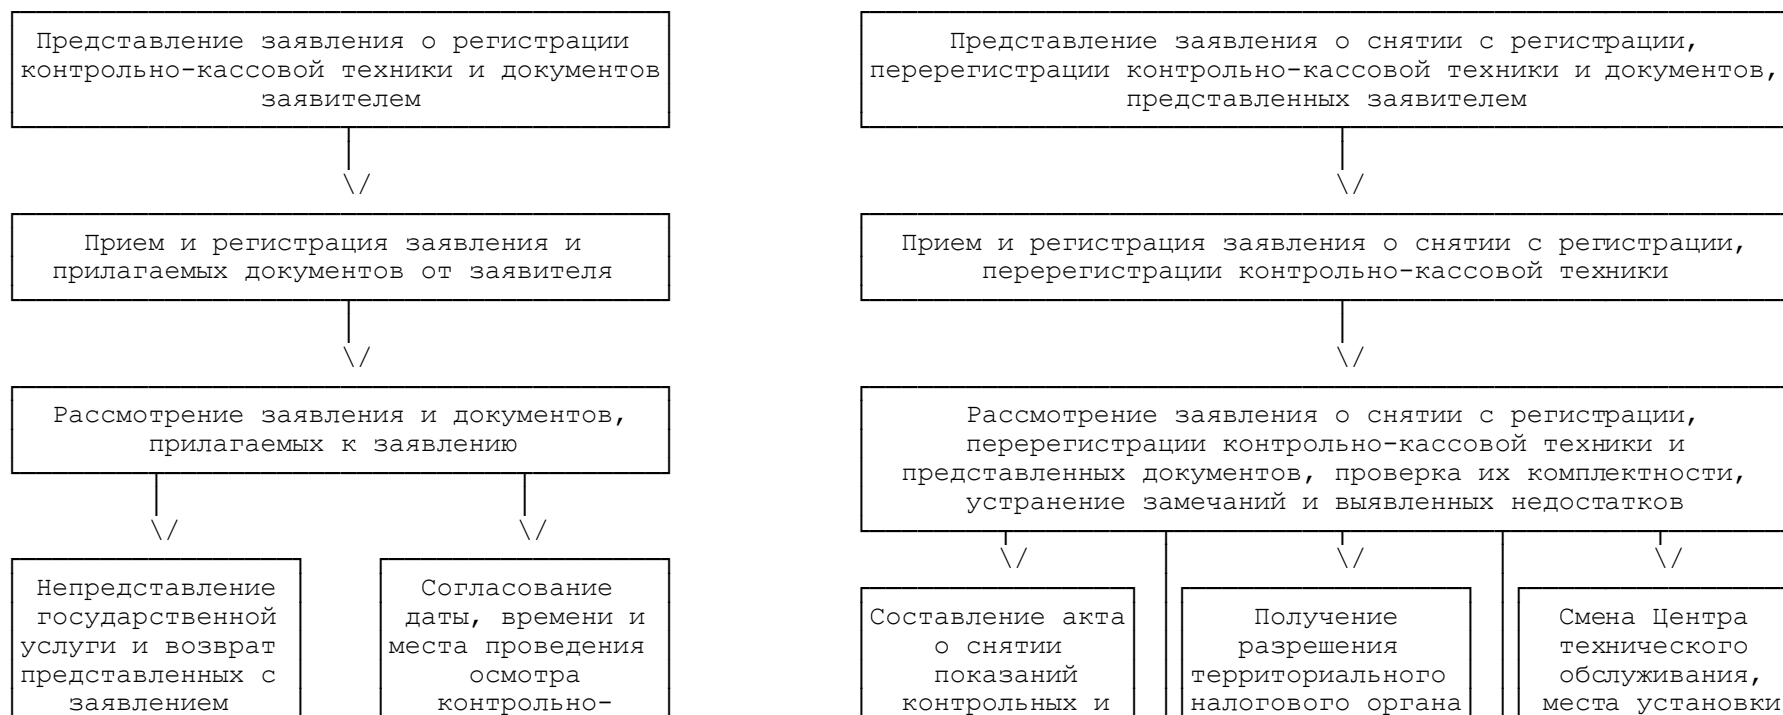 Представление заявления о регистрации
контрольно-кассовой техники и документов
заявителем
Представление заявления о снятии с регистрации,
перерегистрации контрольно-кассовой техники и документов,
представленных заявителем
\/
\/
Прием и регистрация заявления и
прилагаемых документов от заявителя
Прием и регистрация заявления о снятии с регистрации,
перерегистрации контрольно-кассовой техники
\/
\/
Рассмотрение заявления и документов,
прилагаемых к заявлению
Рассмотрение заявления о снятии с регистрации,
перерегистрации контрольно-кассовой техники и
представленных документов, проверка их комплектности,
устранение замечаний и выявленных недостатков
\/
\/
\/
\/
\/
Непредставление
государственной
услуги и возврат
представленных с
заявлением
Согласование
даты, времени и
места проведения
осмотра
контрольно-
Составление акта
о снятии
показаний
контрольных и
Получение
разрешения
территориального
налогового органа
Смена Центра
технического
обслуживания,
места установки